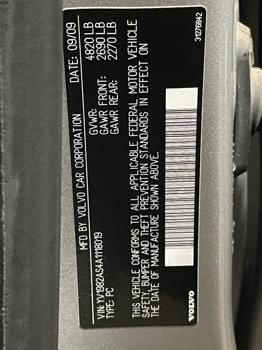 MFD BY VOLVO CAR CORPORATION DATE: 09/09
GVWR: 4820 LB
GAWR FRONT: 2690 LB
GAWR REAR: 2270 LB
VIN: YV1982AS4A1118019
TYPE: PC
THIS VEHICLE CONFORMS TO ALL APPLICABLE FEDERAL MOTOR VEHICLE
SAFETY, BUMPER AND THEFT PREVENTION STANDARDS IN EFFECT ON
THE DATE OF MANUFACTURE SHOWN ABOVE.
VOLVO 31276842